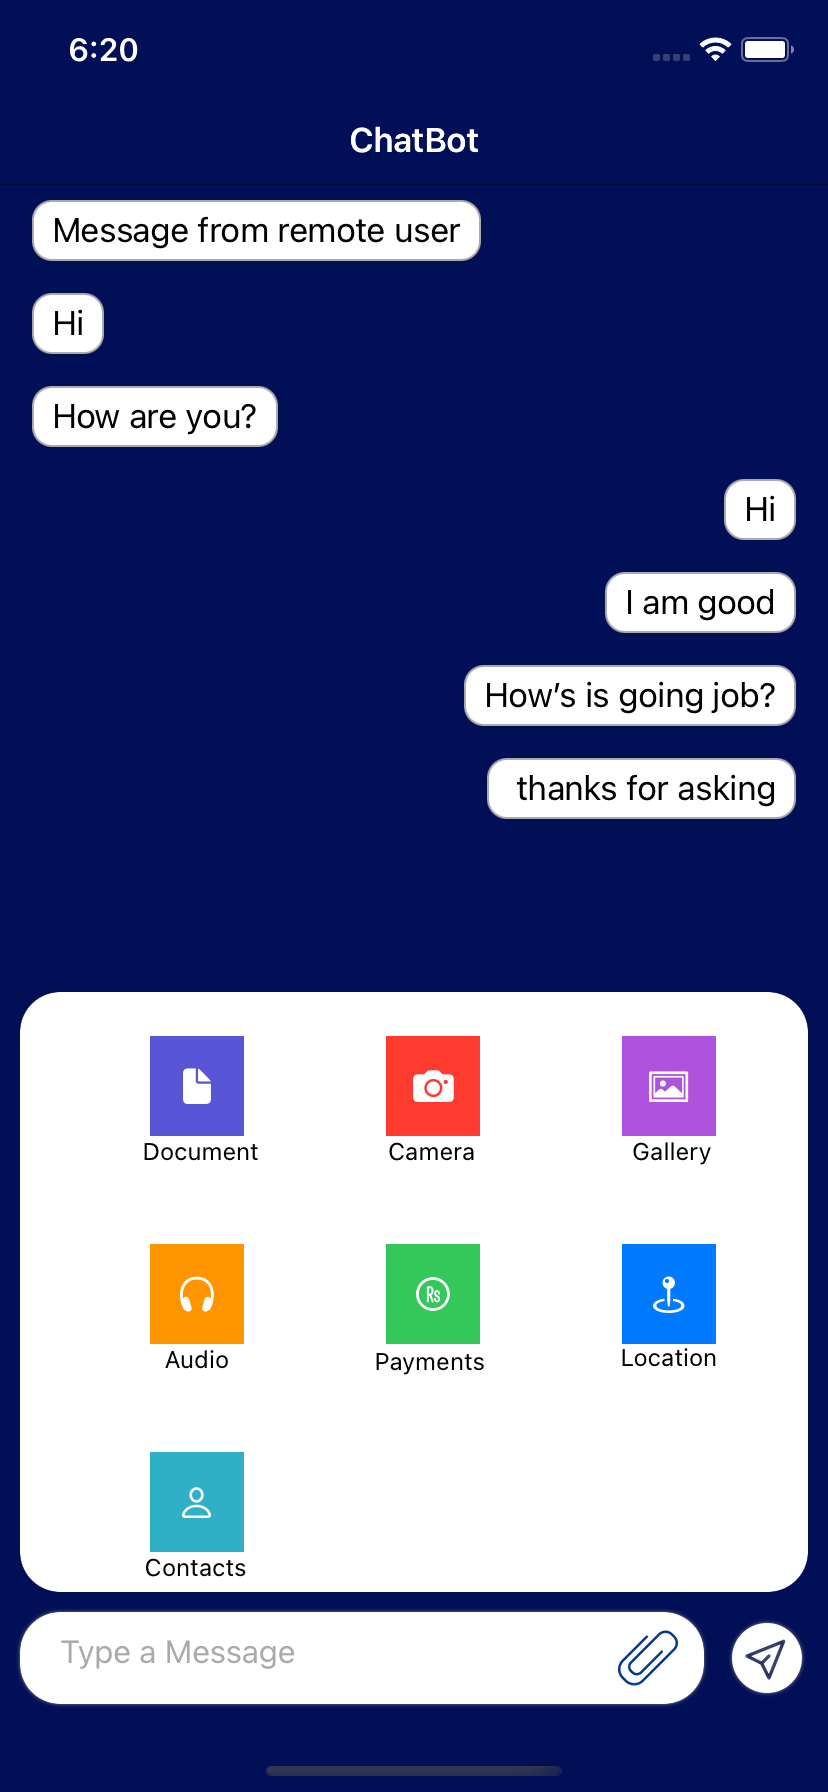 6:20
ChatBot
Message from remote user
Hi
How are you?
Hi
I am good
How’s is going job?
thanks for asking
Document
Camera
Gallery
Audio
Rs
Payments
Location
Contacts
Type a Message